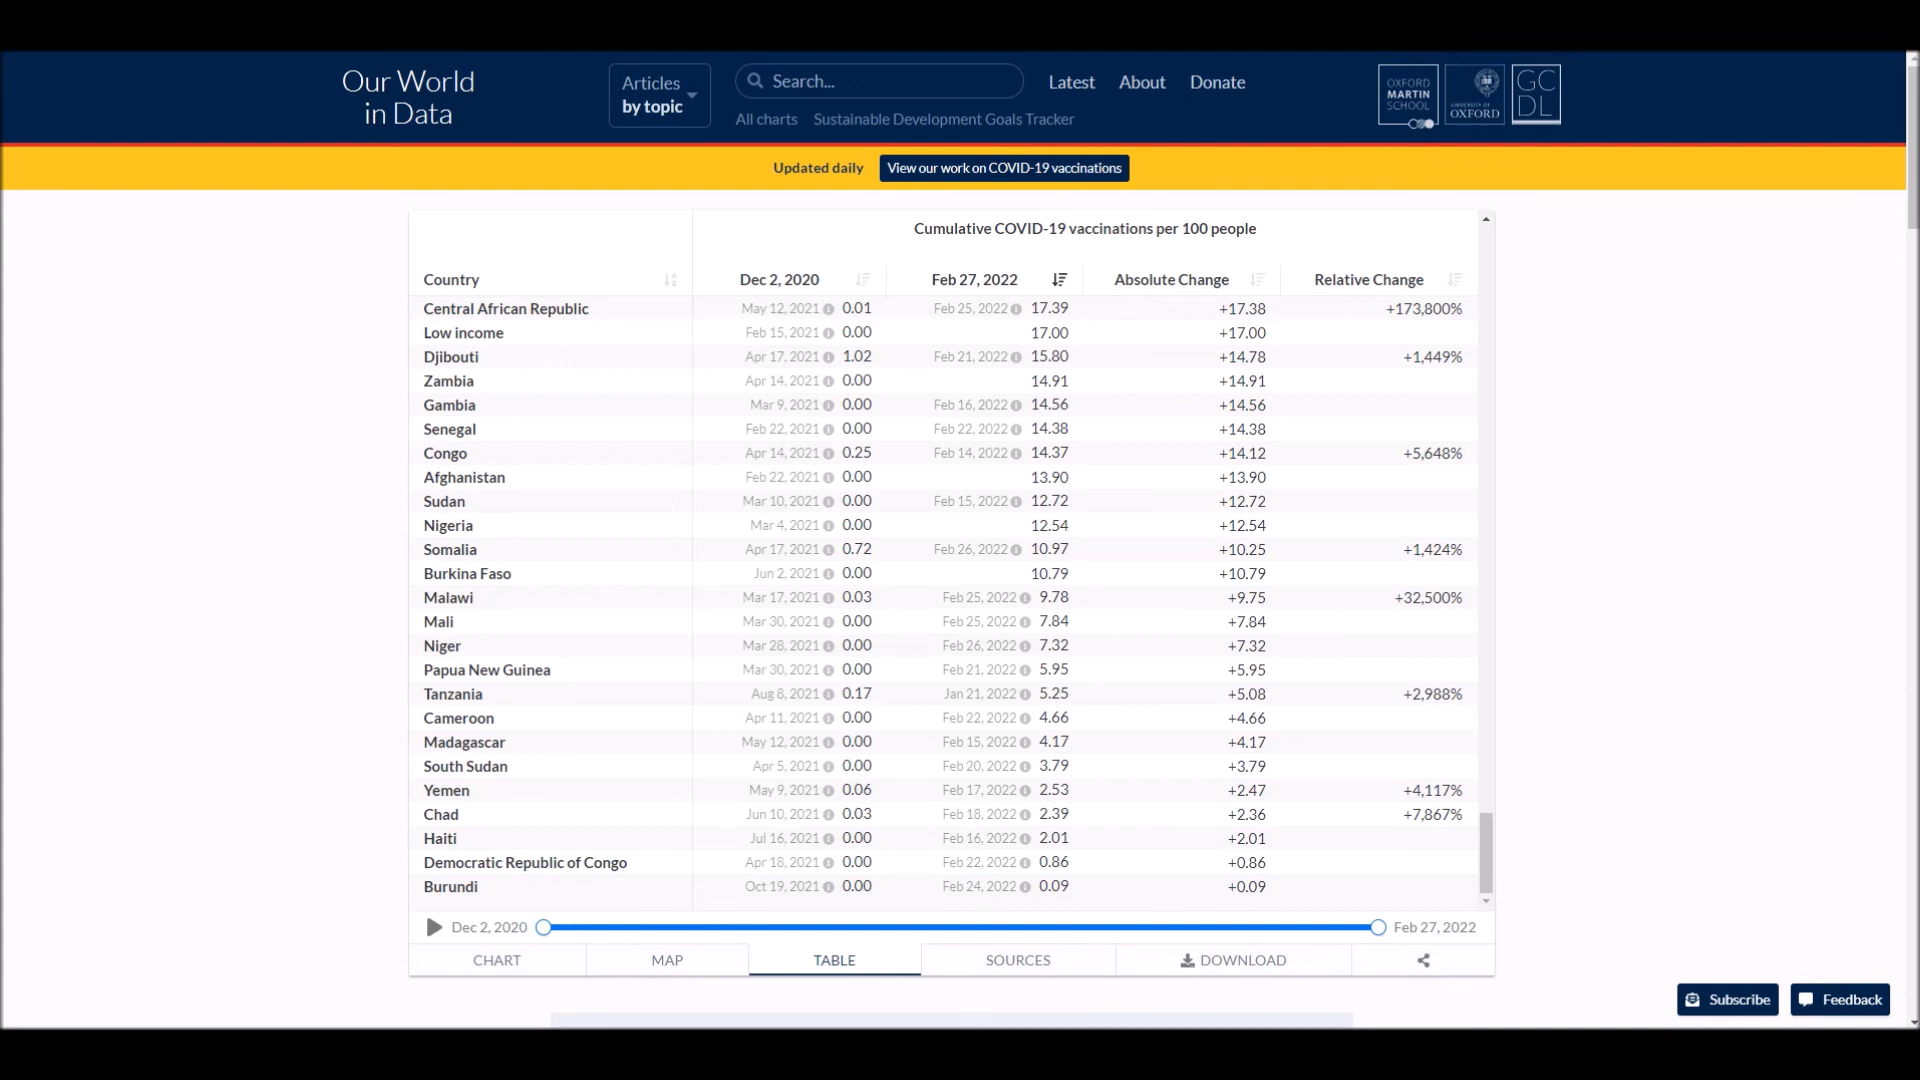 Our World
in Data
Articles
by topic
Search...
Latest About Donate
All charts Sustainable Development Goals Tracker
OXFORD
MARTIN
SCHOOL
UNIVERSITY OF
OXFORD
GC
DL
Updated daily View our work on COVID-19 vaccinations
Cumulative COVID-19 vaccinations per 100 people
Country Dec 2, 2020 Feb 27, 2022 Absolute Change Relative Change
Central African Republic May 12, 2021 0.01 Feb 25, 2022 17.39 +17.38 +173,800%
Low income Feb 15, 2021 0.00 17.00 +17.00
Djibouti Apr 17, 2021 1.02 Feb 21, 2022 15.80 +14.78 +1,449%
Zambia Apr 14, 2021 0.00 14.91 +14.91
Gambia Mar 9, 2021 0.00 Feb 16, 2022 14.56 +14.56
Senegal Feb 22, 2021 0.00 Feb 22, 2022 14.38 +14.38
Congo Apr 14, 2021 0.25 Feb 14, 2022 14.37 +14.12 +5,648%
Afghanistan Feb 22, 2021 0.00 13.90 +13.90
Sudan Mar 10, 2021 0.00 Feb 15, 2022 12.72 +12.72
Nigeria Mar 4, 2021 0.00 12.54 +12.54
Somalia Apr 17, 2021 0.72 Feb 26, 2022 10.97 +10.25 +1,424%
Burkina Faso Jun 2, 2021 0.00 10.79 +10.79
Malawi Mar 17, 2021 0.03 Feb 25, 2022 9.78 +9.75 +32,500%
Mali Mar 30, 2021 0.00 Feb 25, 2022 7.84 +7.84
Niger Mar 28, 2021 0.00 Feb 26, 2022 7.32 +7.32
Papua New Guinea Mar 30, 2021 0.00 Feb 21, 2022 5.95 +5.95
Tanzania Aug 8, 2021 0.17 Jan 21, 2022 5.25 +5.08 +2,988%
Cameroon Apr 11, 2021 0.00 Feb 22, 2022 4.66 +4.66
Madagascar May 12, 2021 0.00 Feb 15, 2022 4.17 +4.17
South Sudan Apr 5, 2021 0.00 Feb 20, 2022 3.79 +3.79
Yemen May 9, 2021 0.06 Feb 17, 2022 2.53 +2.47 +4,117%
Chad Jun 10, 2021 0.03 Feb 18, 2022 2.39 +2.36 +7,867%
Haiti Jul 16, 2021 0.00 Feb 16, 2022 2.01 +2.01
Democratic Republic of Congo Apr 18, 2021 0.00 Feb 22, 2022 0.86 +0.86
Burundi Oct 19, 2021 0.00 Feb 24, 2022 0.09 +0.09
Dec 2, 2020 Feb 27, 2022
CHART MAP TABLE SOURCES DOWNLOAD
Subscribe Feedback